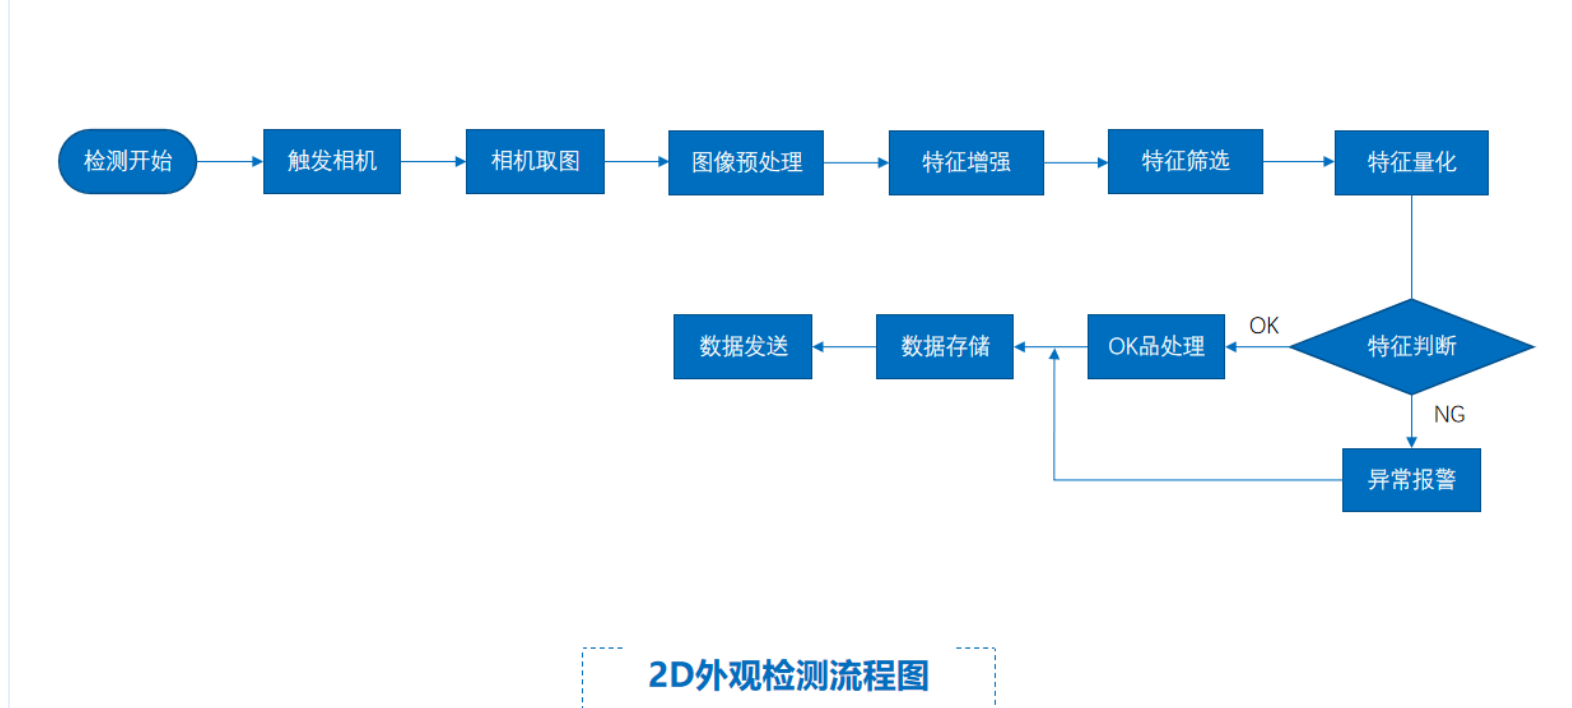 检测开始
触发相机
相机取图
图像预处理
特征增强
特征筛选
特征量化
数据发送
数据存储
OK品处理
OK
特征判断
NG
异常报警
2D外观检测流程图